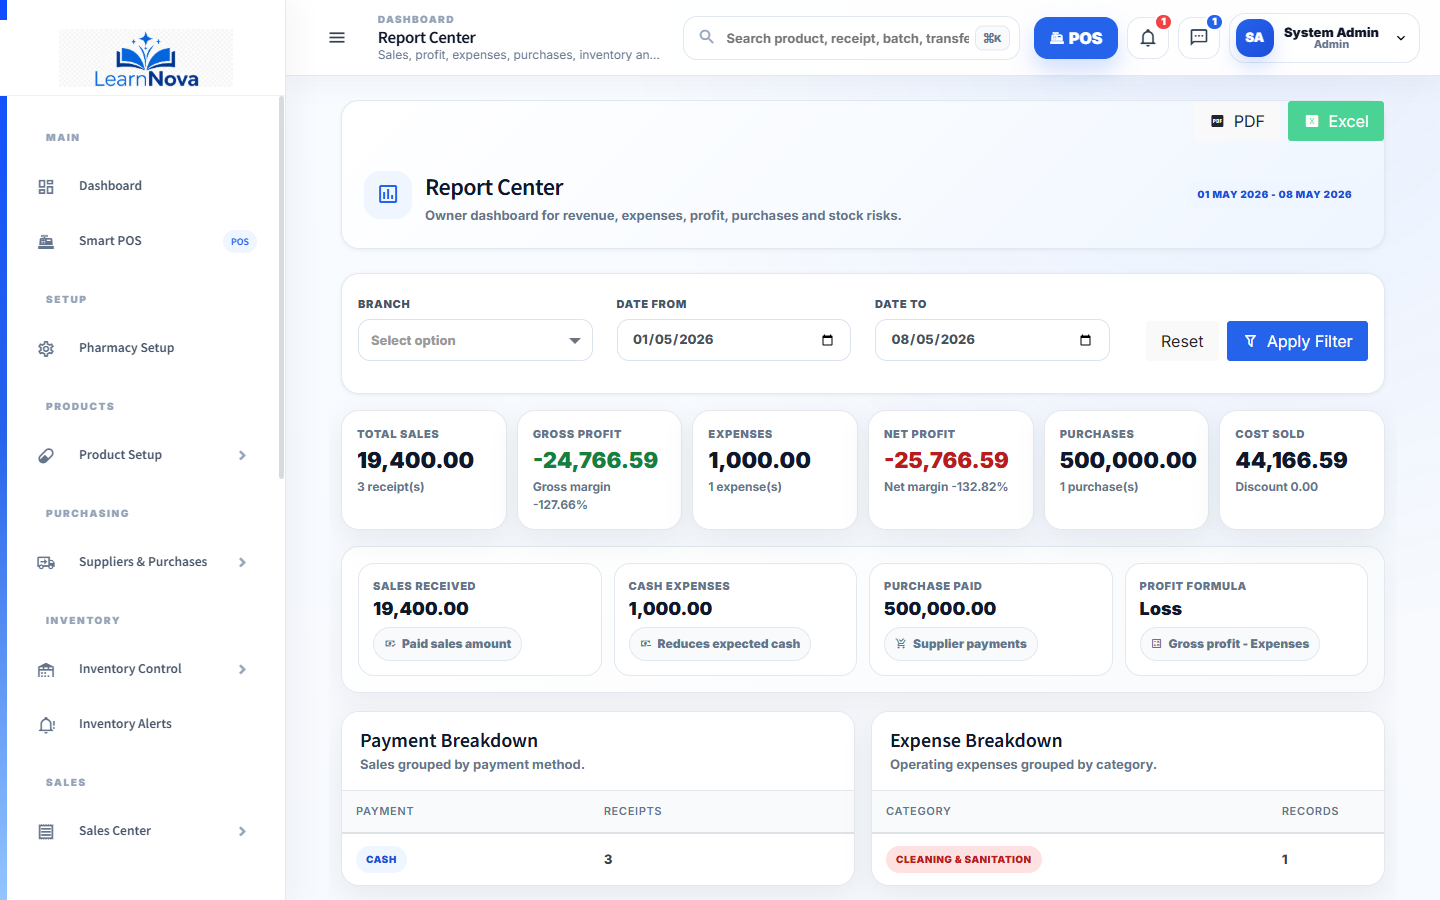 LearnNova
MAIN
Dashboard
Smart POS
POS
SETUP
Pharmacy Setup
PRODUCTS
Product Setup
PURCHASING
Suppliers & Purchases
INVENTORY
Inventory Control
Inventory Alerts
SALES
Sales Center
DASHBOARD
Report Center
Sales, profit, expenses, purchases, inventory an...
Search product, receipt, batch, transfe
⌘K
POS
1
1
SA
System Admin
Admin
PDF
Excel
Report Center
Owner dashboard for revenue, expenses, profit, purchases and stock risks.
01 MAY 2026 - 08 MAY 2026
BRANCH
Select option
DATE FROM
01/05/2026
DATE TO
08/05/2026
Reset
Apply Filter
TOTAL SALES
19,400.00
3 receipt(s)
GROSS PROFIT
-24,766.59
Gross margin
-127.66%
EXPENSES
1,000.00
1 expense(s)
NET PROFIT
-25,766.59
Net margin -132.82%
PURCHASES
500,000.00
1 purchase(s)
COST SOLD
44,166.59
Discount 0.00
SALES RECEIVED
19,400.00
Paid sales amount
CASH EXPENSES
1,000.00
Reduces expected cash
PURCHASE PAID
500,000.00
Supplier payments
PROFIT FORMULA
Loss
Gross profit - Expenses
Payment Breakdown
Sales grouped by payment method.
PAYMENT RECEIPTS
CASH 3
Expense Breakdown
Operating expenses grouped by category.
CATEGORY RECORDS
CLEANING & SANITATION 1